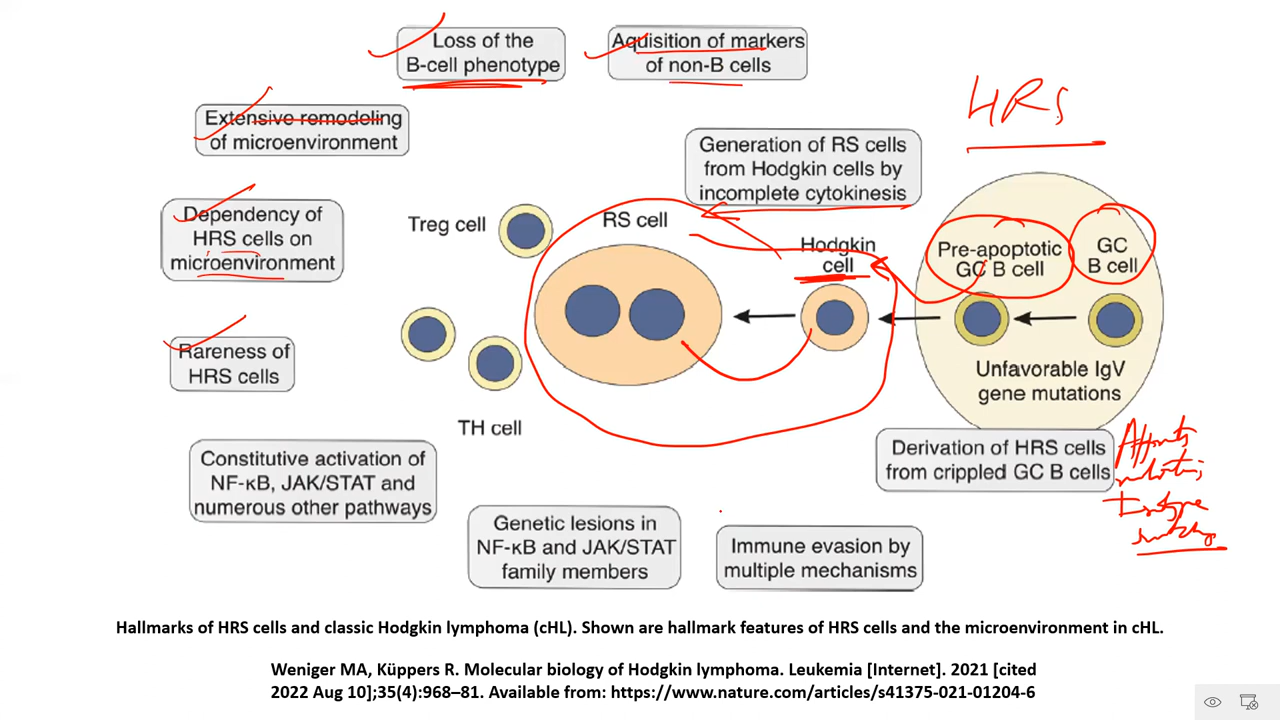 Loss of the
B-cell phenotype
Aquisition of markers
of non-B cells
HRS
Extensive remodeling
of microenvironment
Generation of RS cells
from Hodgkin cells by
incomplete cytokinesis
Dependency of
HRS cells on
microenvironment
Treg cell
RS cell
Hodgkin
cell
Pre-apoptotic
GC B cell
GC
B cell
Rareness of
HRS cells
TH cell
Unfavorable IgV
gene mutations
Derivation of HRS cells
from crippled GC B cells
Constitutive activation of
NF-κB, JAK/STAT and
numerous other pathways
Genetic lesions in
NF-κB and JAK/STAT
family members
Immune evasion by
multiple mechanisms
Hallmarks of HRS cells and classic Hodgkin lymphoma (cHL). Shown are hallmark features of HRS cells and the microenvironment in cHL.
Weniger MA, Küppers R. Molecular biology of Hodgkin lymphoma. Leukemia [Internet]. 2021 [cited
2022 Aug 10];35(4):968–81. Available from: https://www.nature.com/articles/s41375-021-01204-6